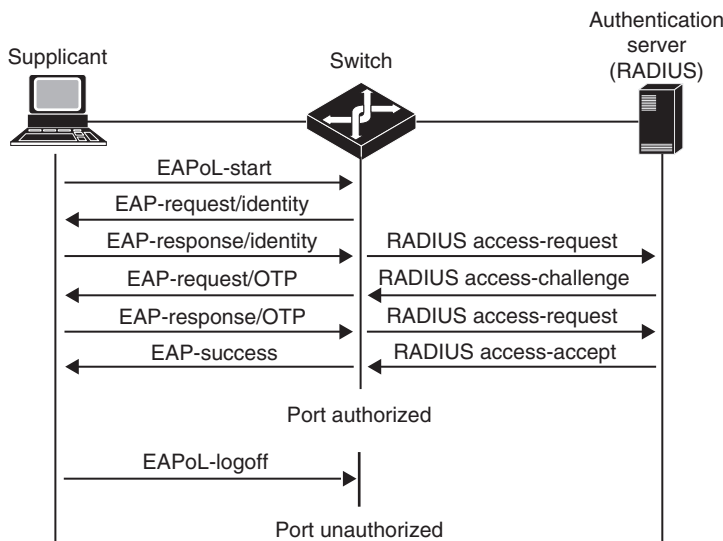 Authentication
server
(RADIUS)
Supplicant
Switch
EAPoL-start
EAP-request/identity
EAP-response/identity
RADIUS access-request
EAP-request/OTP
RADIUS access-challenge
EAP-response/OTP
RADIUS access-request
EAP-success
RADIUS access-accept
Port authorized
EAPoL-logoff
Port unauthorized